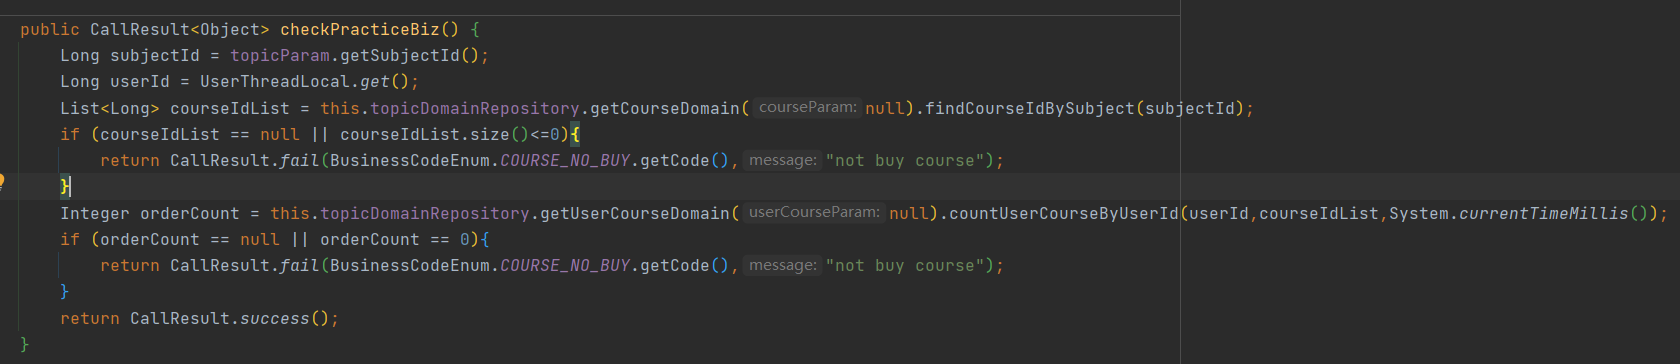 public CallResult<Object> checkPracticeBiz() {
    Long subjectId = topicParam.getSubjectId();
    Long userId = UserThreadLocal.get();
    List<Long> courseIdList = this.topicDomainRepository.getCourseDomain( courseParam: null).findCourseIdBySubject(subjectId);
    if (courseIdList == null || courseIdList.size()<=0){
        return CallResult.fail(BusinessCodeEnum.COURSE_NO_BUY.getCode(), message: "not buy course");
    }
    Integer orderCount = this.topicDomainRepository.getUserCourseDomain( userCourseParam: null).countUserCourseByUserId(userId,courseIdList,System.currentTimeMillis());
    if (orderCount == null || orderCount == 0){
        return CallResult.fail(BusinessCodeEnum.COURSE_NO_BUY.getCode(), message: "not buy course");
    }
    return CallResult.success();
}